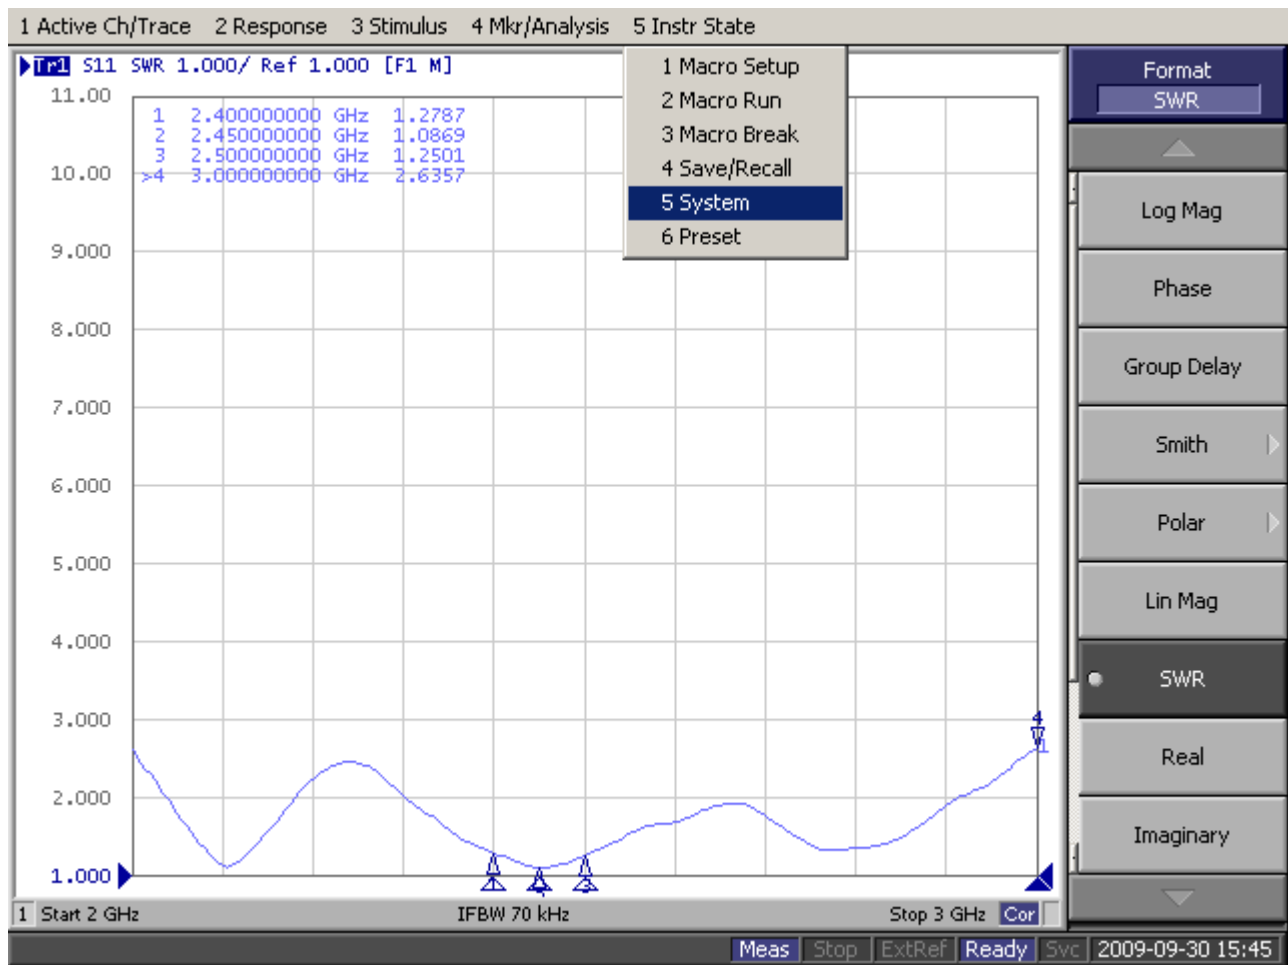 1 Active Ch/Trace 2 Response 3 Stimulus 4 Mkr/Analysis 5 Instr State
Tr1 S11 SWR 1.000/ Ref 1.000 [F1 M]
1 Macro Setup
2 Macro Run
3 Macro Break
4 Save/Recall
5 System
6 Preset
11.00
10.00
9.000
8.000
7.000
6.000
5.000
4.000
3.000
2.000
1.000
1 2.400000000 GHz 1.2787
2 2.450000000 GHz 1.0869
3 2.500000000 GHz 1.2501
>4 3.000000000 GHz 2.6357
4
1
1
3
1 Start 2 GHz IFBW 70 kHz Stop 3 GHz Cor
Format
SWR
Log Mag
Phase
Group Delay
Smith
Polar
Lin Mag
SWR
Real
Imaginary
Meas Stop ExtRef Ready Svc 2009-09-30 15:45